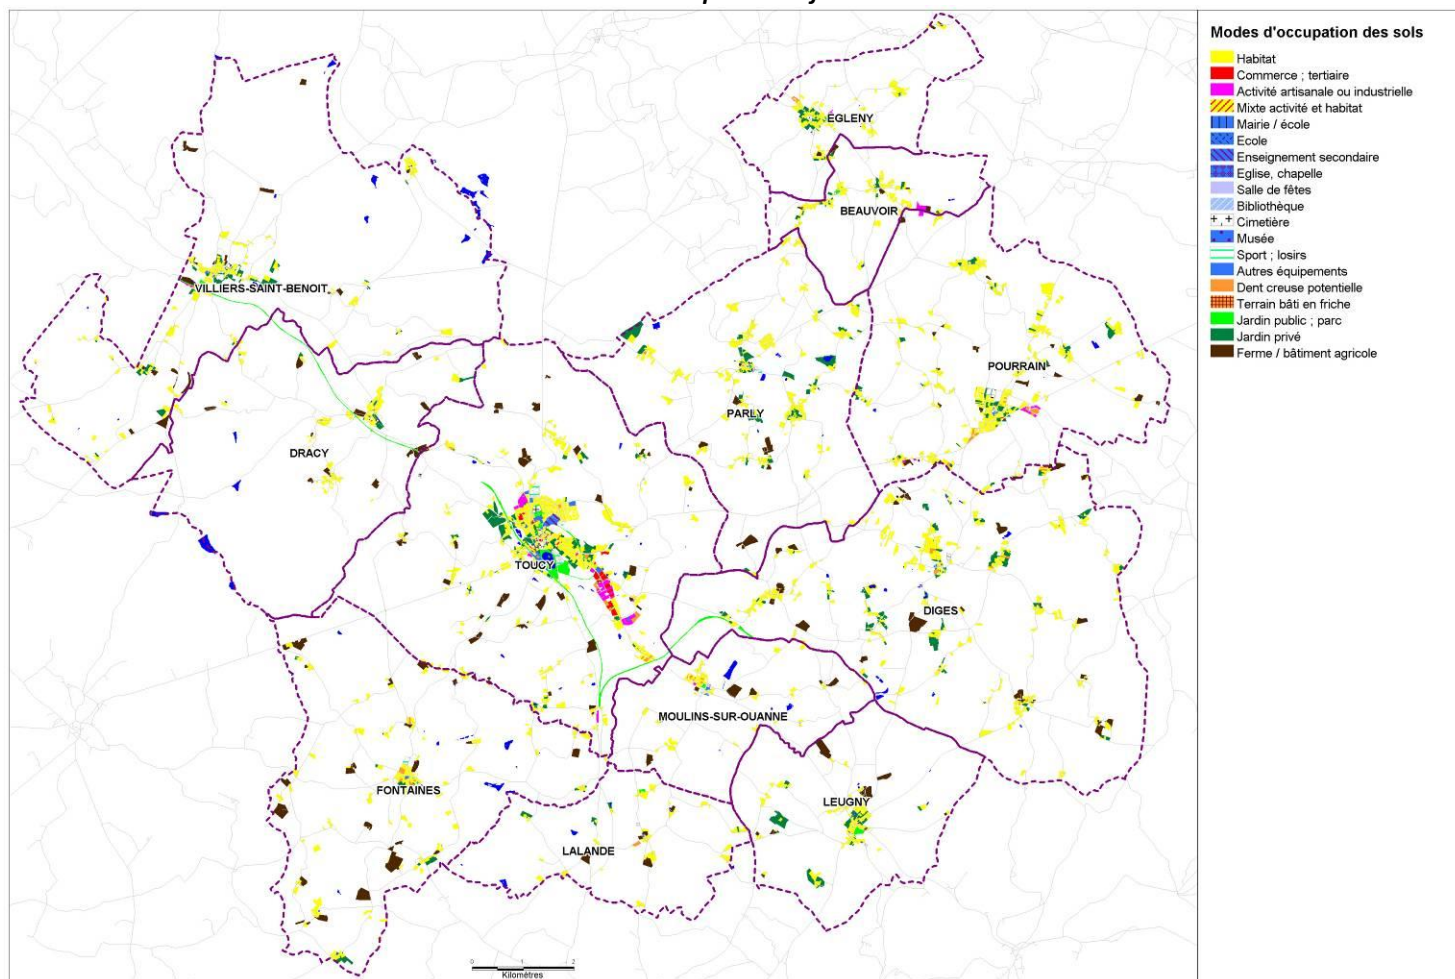 Modes d'occupation des sols
Habitat
Commerce ; tertiaire
Activité artisanale ou industrielle
Mixte activité et habitat
Mairie / école
Ecole
Enseignement secondaire
Eglise, chapelle
Salle de fêtes
Bibliothèque
Cimetière
Musée
Sport ; losirs
Autres équipements
Dent creuse potentielle
Terrain bâti en friche
Jardin public ; parc
Jardin privé
Ferme / bâtiment agricole
ÉGLENY
BEAUVOIR
VILLIERS-SAINT-BENOIT
POURRAIN
PARLY
DRACY
TOUCY
DIGES
MOULINS-SUR-OUANNE
FONTAINES
LEUGNY
LALANDE
0 1 2
Kilomètres